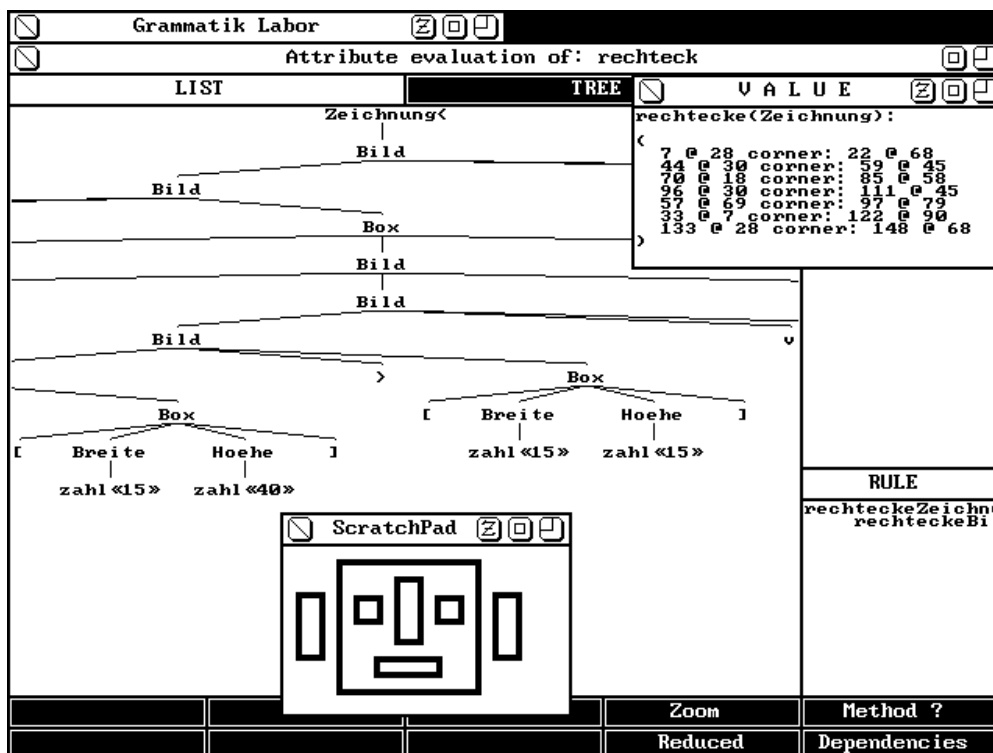 Grammatik Labor
Attribute evaluation of: rechteck
LIST TREE
V A L U E
rechtecke(Zeichnung):
(
7 @ 28 corner: 22 @ 68
44 @ 30 corner: 59 @ 45
70 @ 18 corner: 85 @ 58
96 @ 30 corner: 111 @ 45
57 @ 69 corner: 97 @ 79
33 @ 7 corner: 122 @ 90
133 @ 28 corner: 148 @ 68
)
Zeichnung<
Bild
Bild
Box
Bild
Bild
Bild v
> Box
Box [ Breite Hoehe ]
[ Breite Hoehe ] zahl«15» zahl«15»
zahl«15» zahl«40»
RULE
rechteckeZeichn
rechteckeBi
ScratchPad
Zoom Method ?
Reduced Dependencies